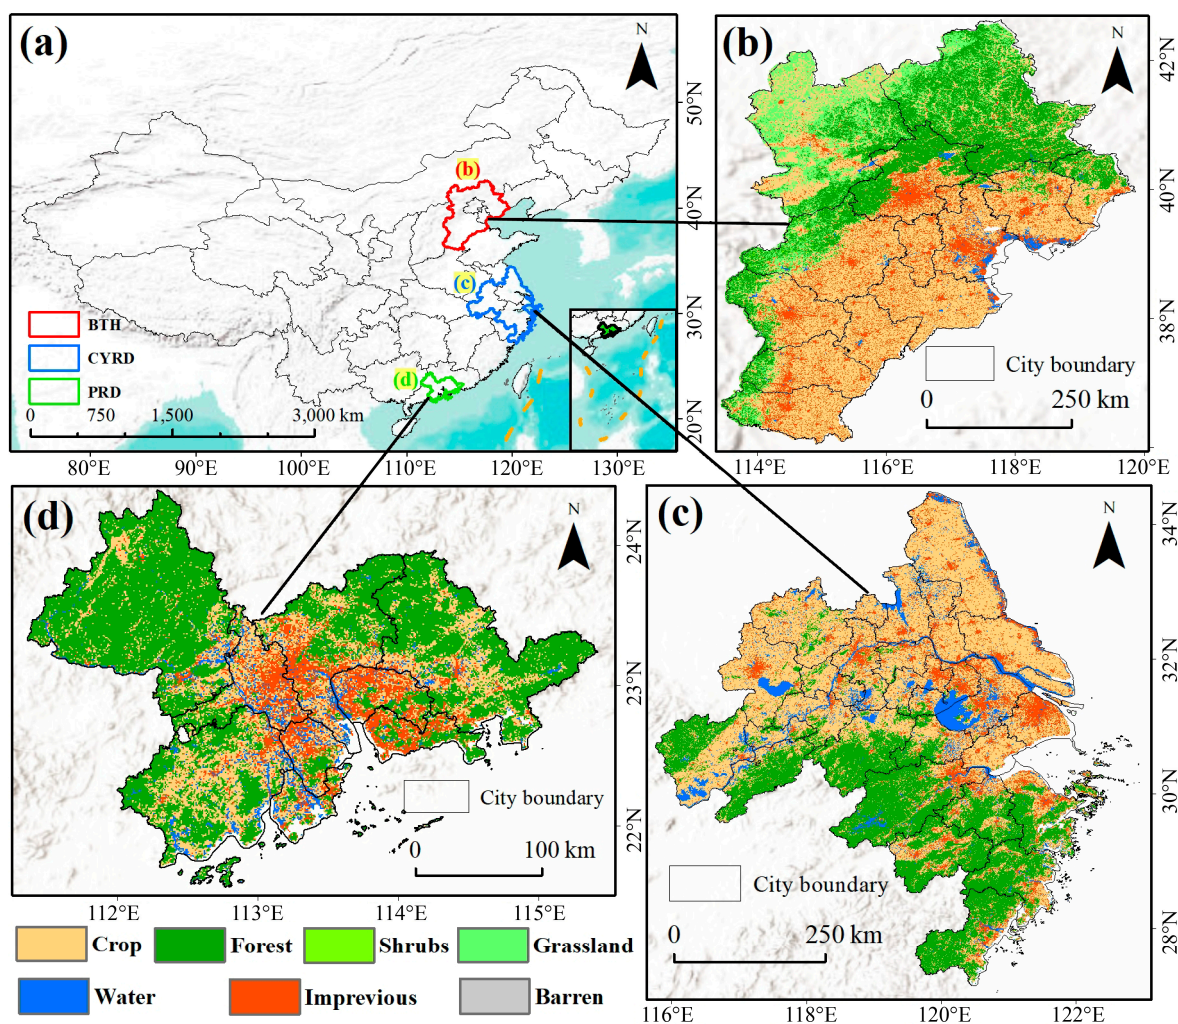 (a)
N
50°N
40°N
30°N
20°N
(b)
(c)
(d)
BTH
CYRD
PRD
0 750 1,500 3,000 km
80°E 90°E 100°E 110°E 120°E 130°E
(b)
N
42°N
40°N
38°N
City boundary
0 250 km
114°E 116°E 118°E 120°E
(d)
N
24°N
23°N
22°N
City boundary
0 100 km
112°E 113°E 114°E 115°E
(c)
N
34°N
32°N
30°N
28°N
City boundary
0 250 km
116°E 118°E 120°E 122°E
Crop Forest Shrubs Grassland
Water Imprevious Barren